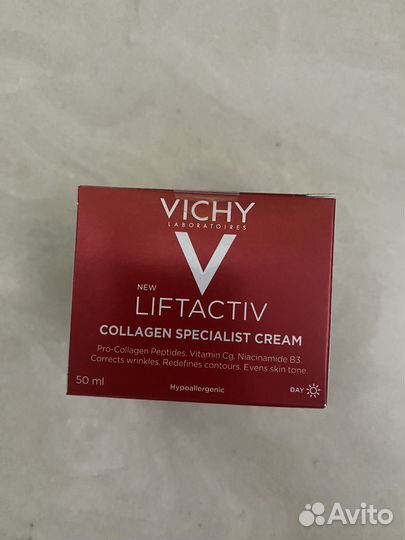 VICHY
LABORATOIRES
V
NEW
LIFTACTIV
COLLAGEN SPECIALIST CREAM
Pro-Collagen Peptides. Vitamin Cg. Niacinamide B3.
Corrects wrinkles. Redefines contours. Evens skin tone.
50 ml
Hypoallergenic
DAY
Avito